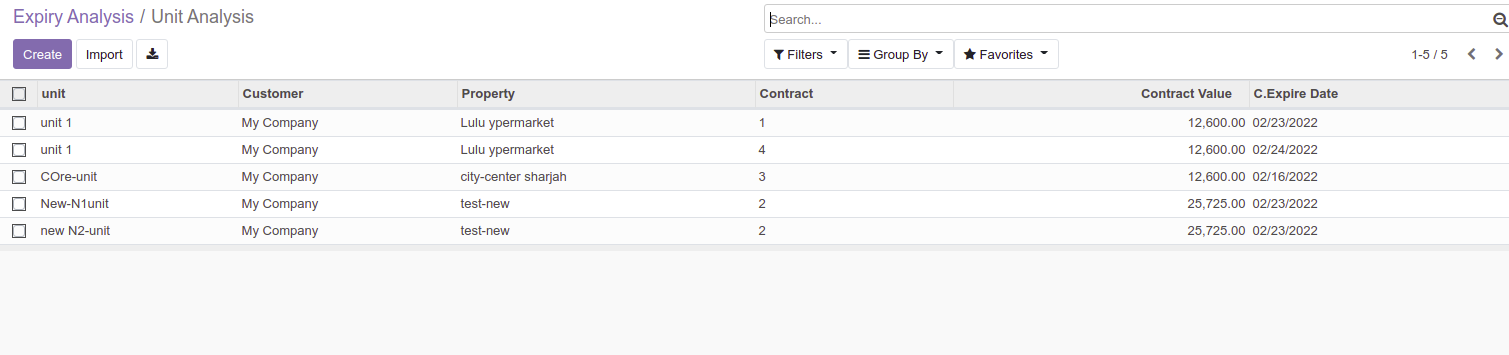 Expiry Analysis / Unit Analysis
Search...
Create Import Filters Group By Favorites 1-5 / 5
unit Customer Property Contract Contract Value C.Expire Date
unit 1 My Company Lulu ypermarket 1 12,600.00 02/23/2022
unit 1 My Company Lulu ypermarket 4 12,600.00 02/24/2022
COre-unit My Company city-center sharjah 3 12,600.00 02/16/2022
New-N1unit My Company test-new 2 25,725.00 02/23/2022
new N2-unit My Company test-new 2 25,725.00 02/23/2022